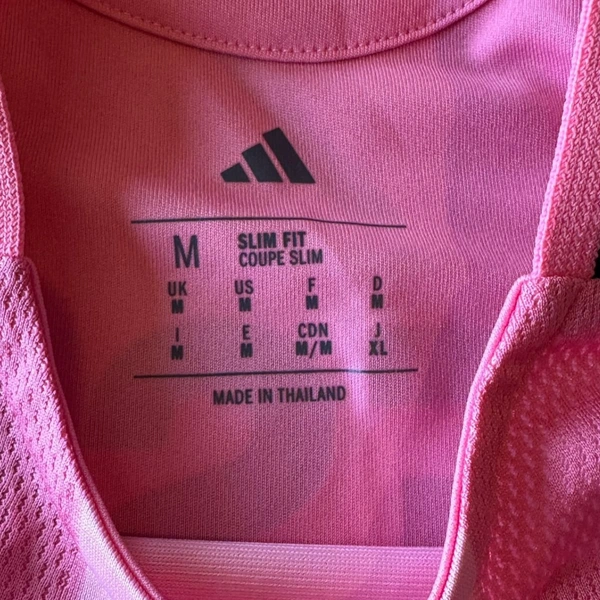 M SLIM FIT
COUPE SLIM
UK US F D
M M M M
I E CDN J
M M M/M XL
MADE IN THAILAND